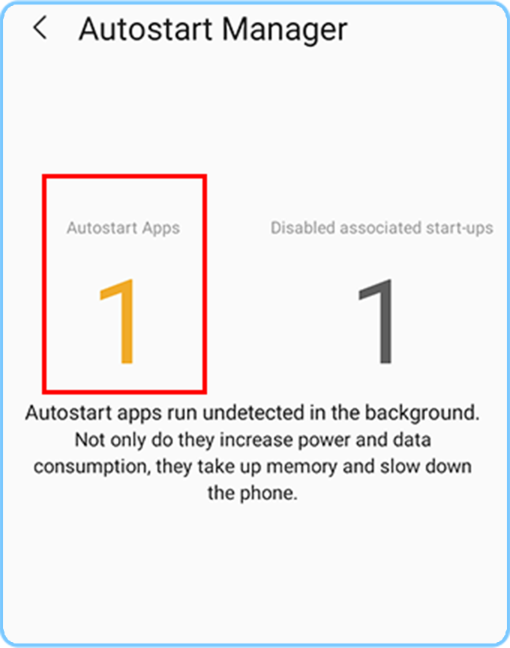 Autostart Manager
Autostart Apps
Disabled associated start-ups
1
1
Autostart apps run undetected in the background.
Not only do they increase power and data
consumption, they take up memory and slow down
the phone.